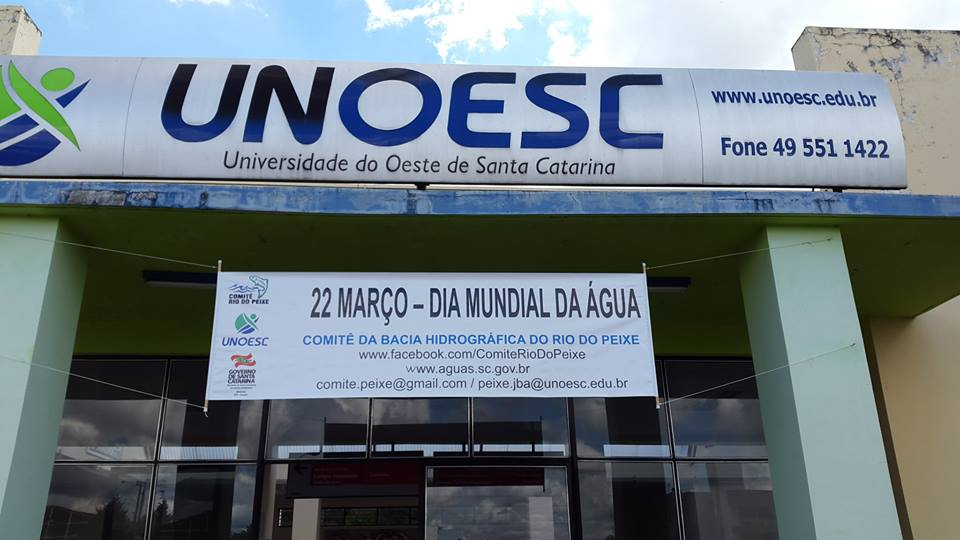 UNOESC
Universidade do Oeste de Santa Catarina
www.unoesc.edu.br
Fone 49 551 1422
COMITÊ
RIO DO PEIXE
UNOESC
GOVERNO
DE SANTA
CATARINA
22 MARÇO – DIA MUNDIAL DA ÁGUA
COMITÊ DA BACIA HIDROGRÁFICA DO RIO DO PEIXE
www.facebook.com/ComiteRioDoPeixe
www.aguas.sc.gov.br
comite.peixe@gmail.com / peixe.jba@unoesc.edu.br